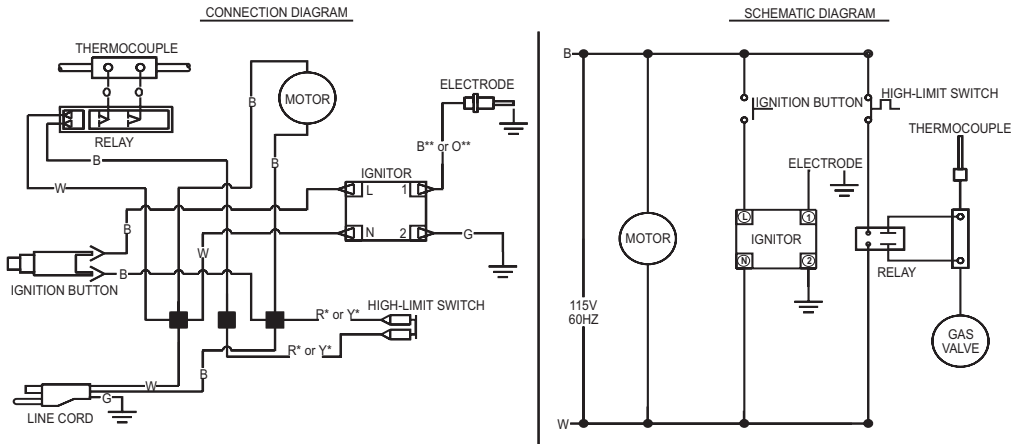 CONNECTION DIAGRAM
THERMOCOUPLE
RELAY
MOTOR
B
B
ELECTRODE
B** or O**
IGNITOR
L
1
N
2
G
B
W
B
B
W
IGNITION BUTTON
HIGH-LIMIT SWITCH
R* or Y*
R* or Y*
W
B
G
LINE CORD
SCHEMATIC DIAGRAM
B
IGNITION BUTTON
HIGH-LIMIT SWITCH
THERMOCOUPLE
ELECTRODE
L
1
MOTOR
IGNITOR
N
2
RELAY
115V
60HZ
GAS
VALVE
W